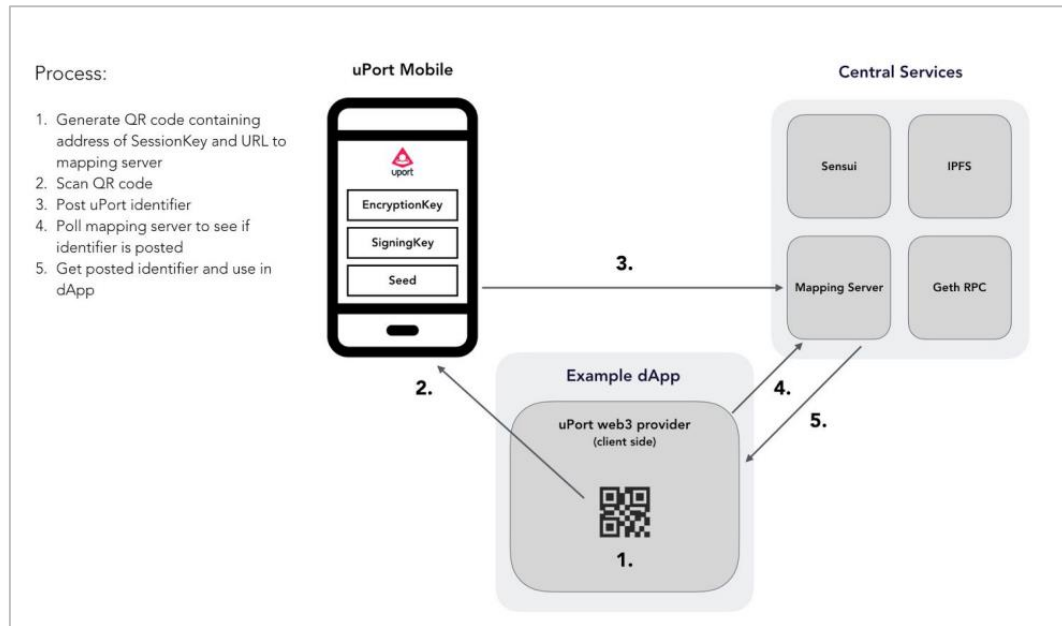 Process:
1. Generate QR code containing
address of SessionKey and URL to
mapping server
2. Scan QR code
3. Post uPort identifier
4. Poll mapping server to see if
identifier is posted
5. Get posted identifier and use in
dApp
uPort Mobile
uport
EncryptionKey
SigningKey
Seed
Central Services
Sensui
IPFS
Mapping Server
Geth RPC
3.
2.
4.
5.
Example dApp
uPort web3 provider
(client side)
1.